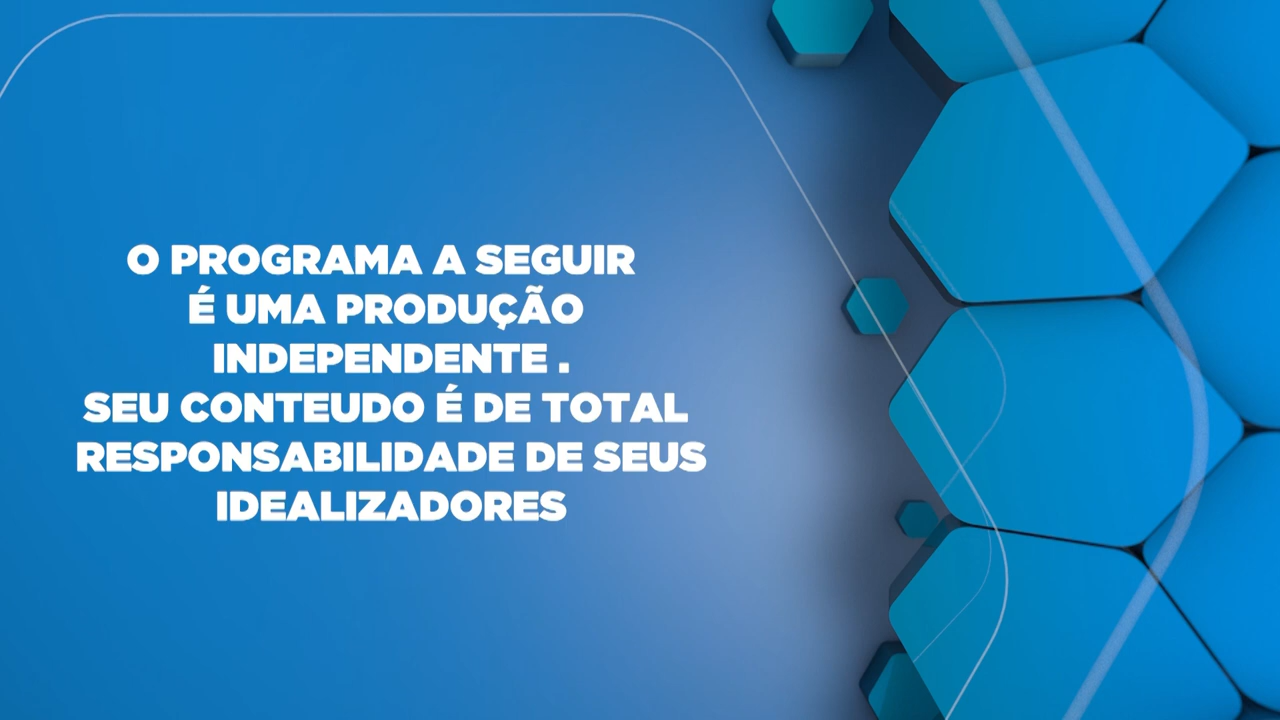 O PROGRAMA A SEGUIR
É UMA PRODUÇÃO
INDEPENDENTE .
SEU CONTEUDO É DE TOTAL
RESPONSABILIDADE DE SEUS
IDEALIZADORES